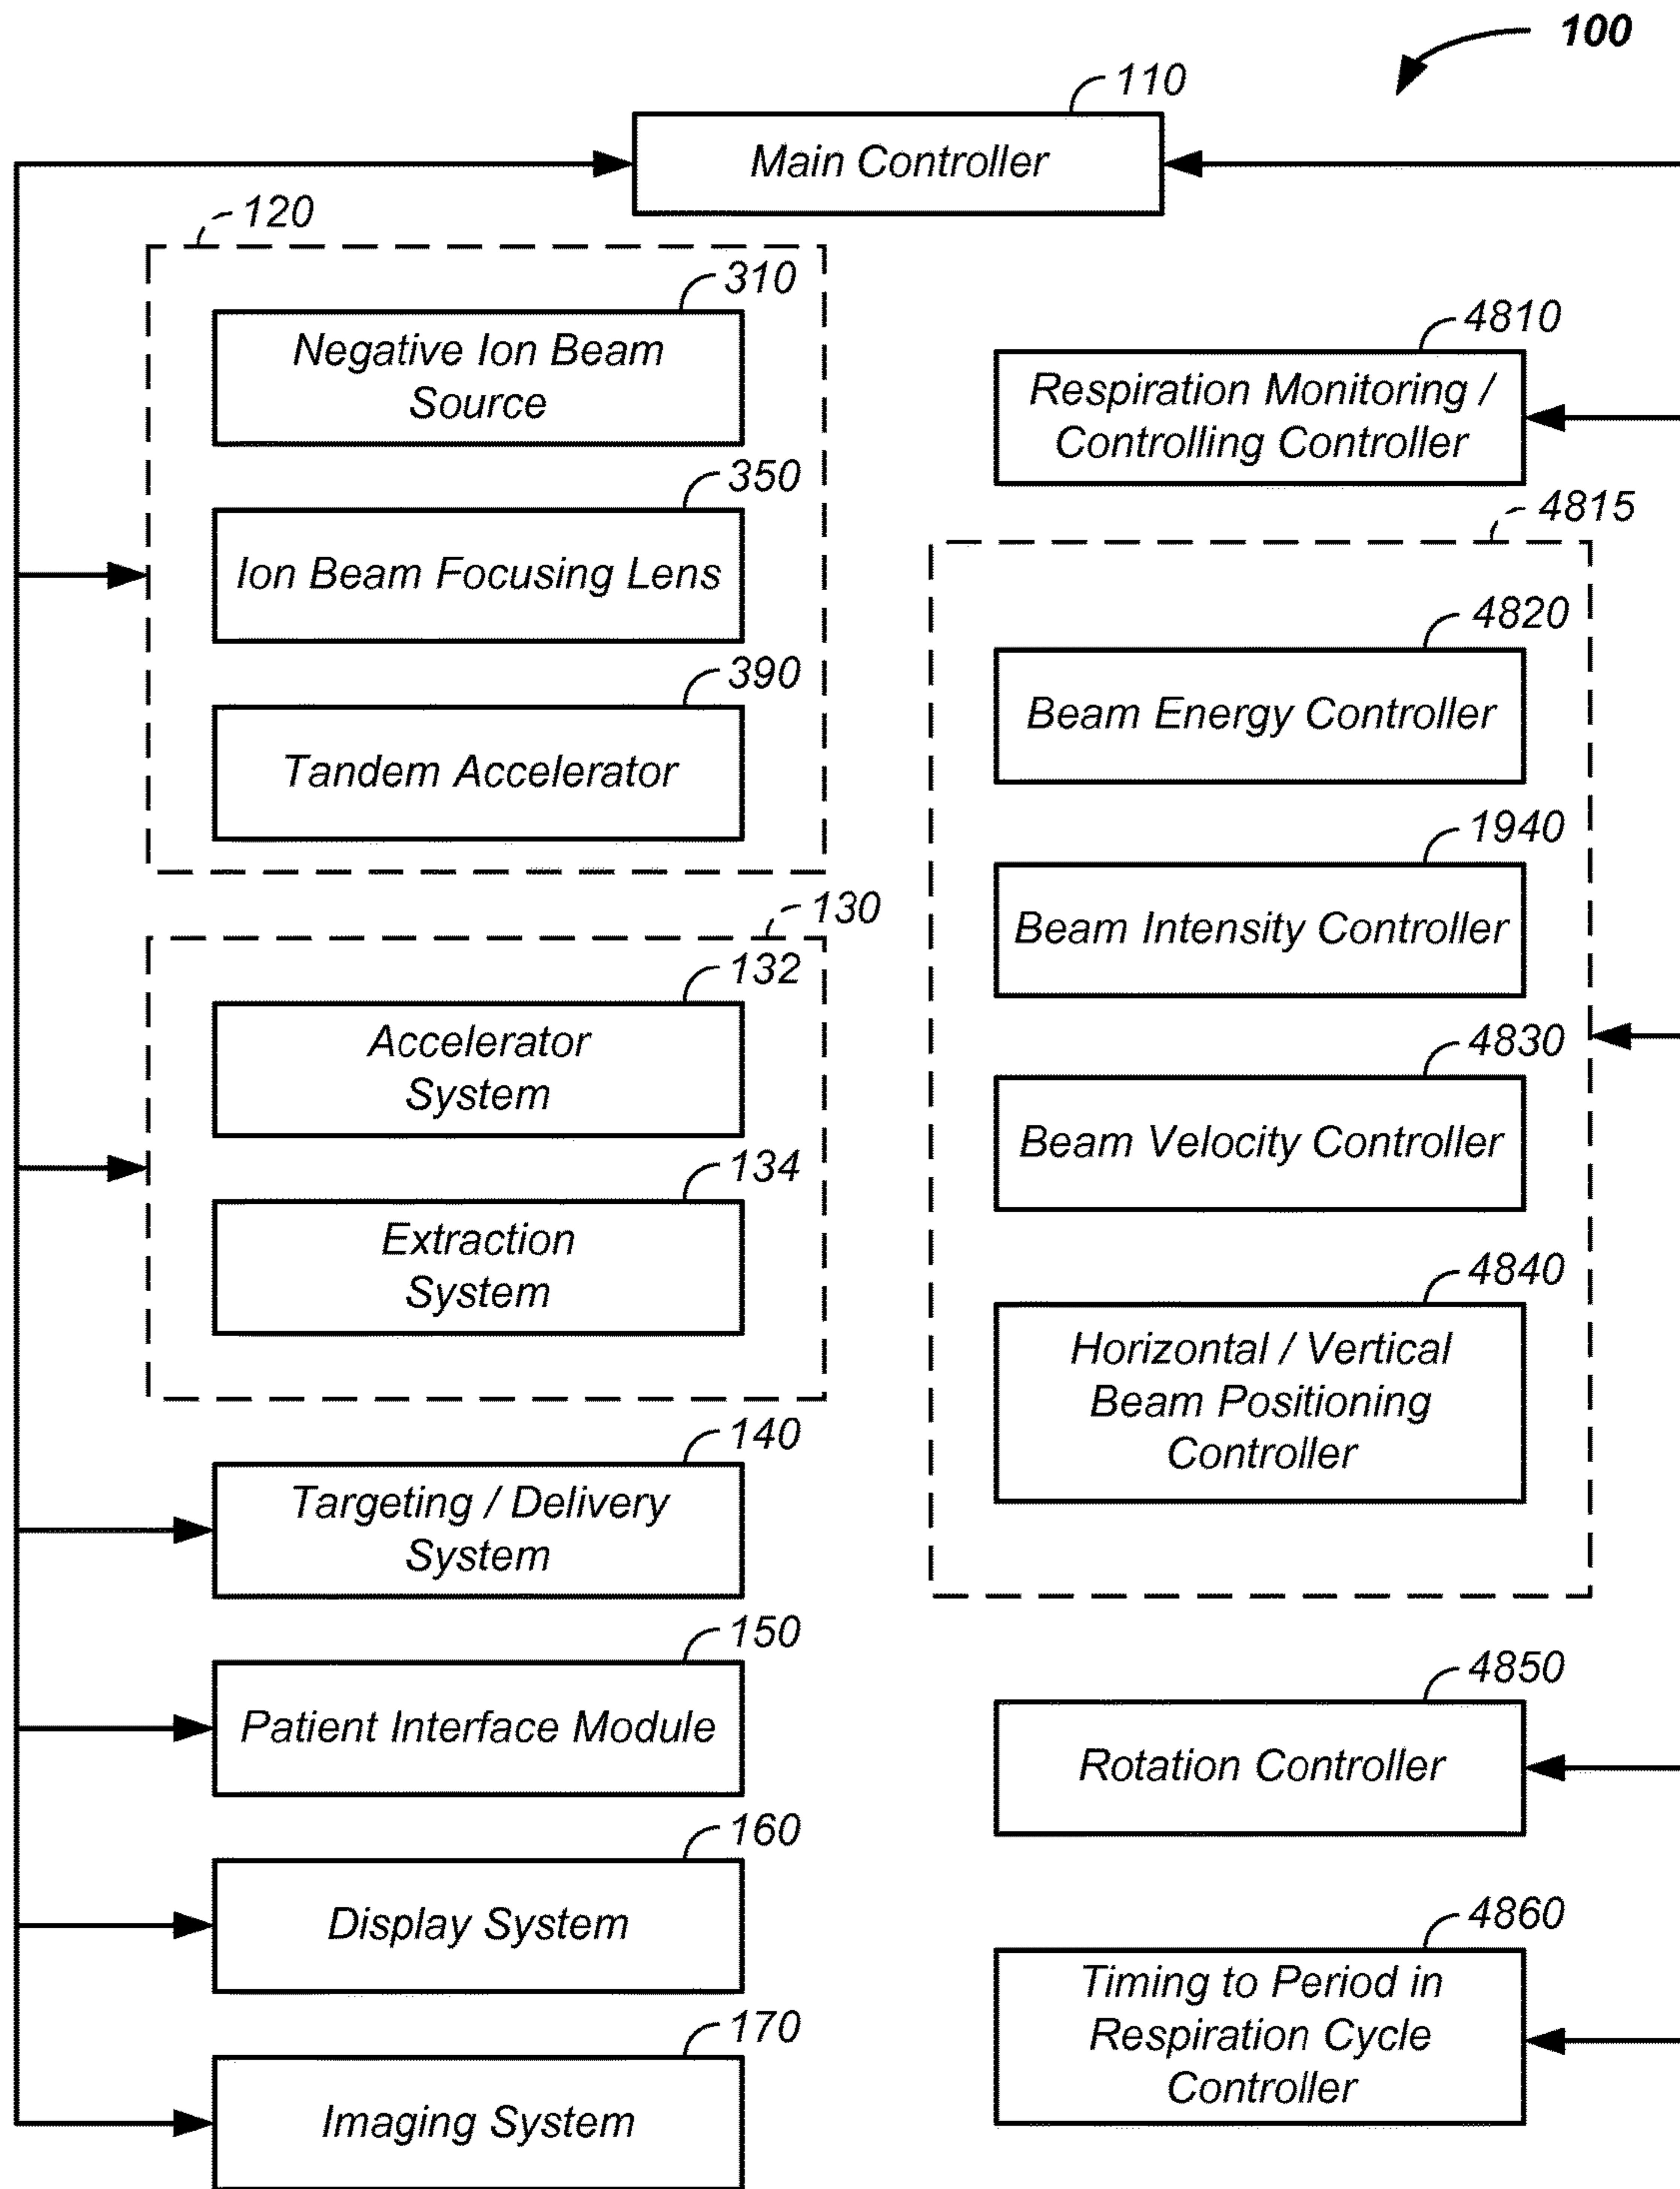 100
110
Main Controller
120
310
Negative Ion Beam
Source
350
Ion Beam Focusing Lens
390
Tandem Accelerator
130
132
Accelerator
System
134
Extraction
System
140
Targeting / Delivery
System
150
Patient Interface Module
160
Display System
170
Imaging System
4810
Respiration Monitoring /
Controlling Controller
4815
4820
Beam Energy Controller
1940
Beam Intensity Controller
4830
Beam Velocity Controller
4840
Horizontal / Vertical
Beam Positioning
Controller
4850
Rotation Controller
4860
Timing to Period in
Respiration Cycle
Controller